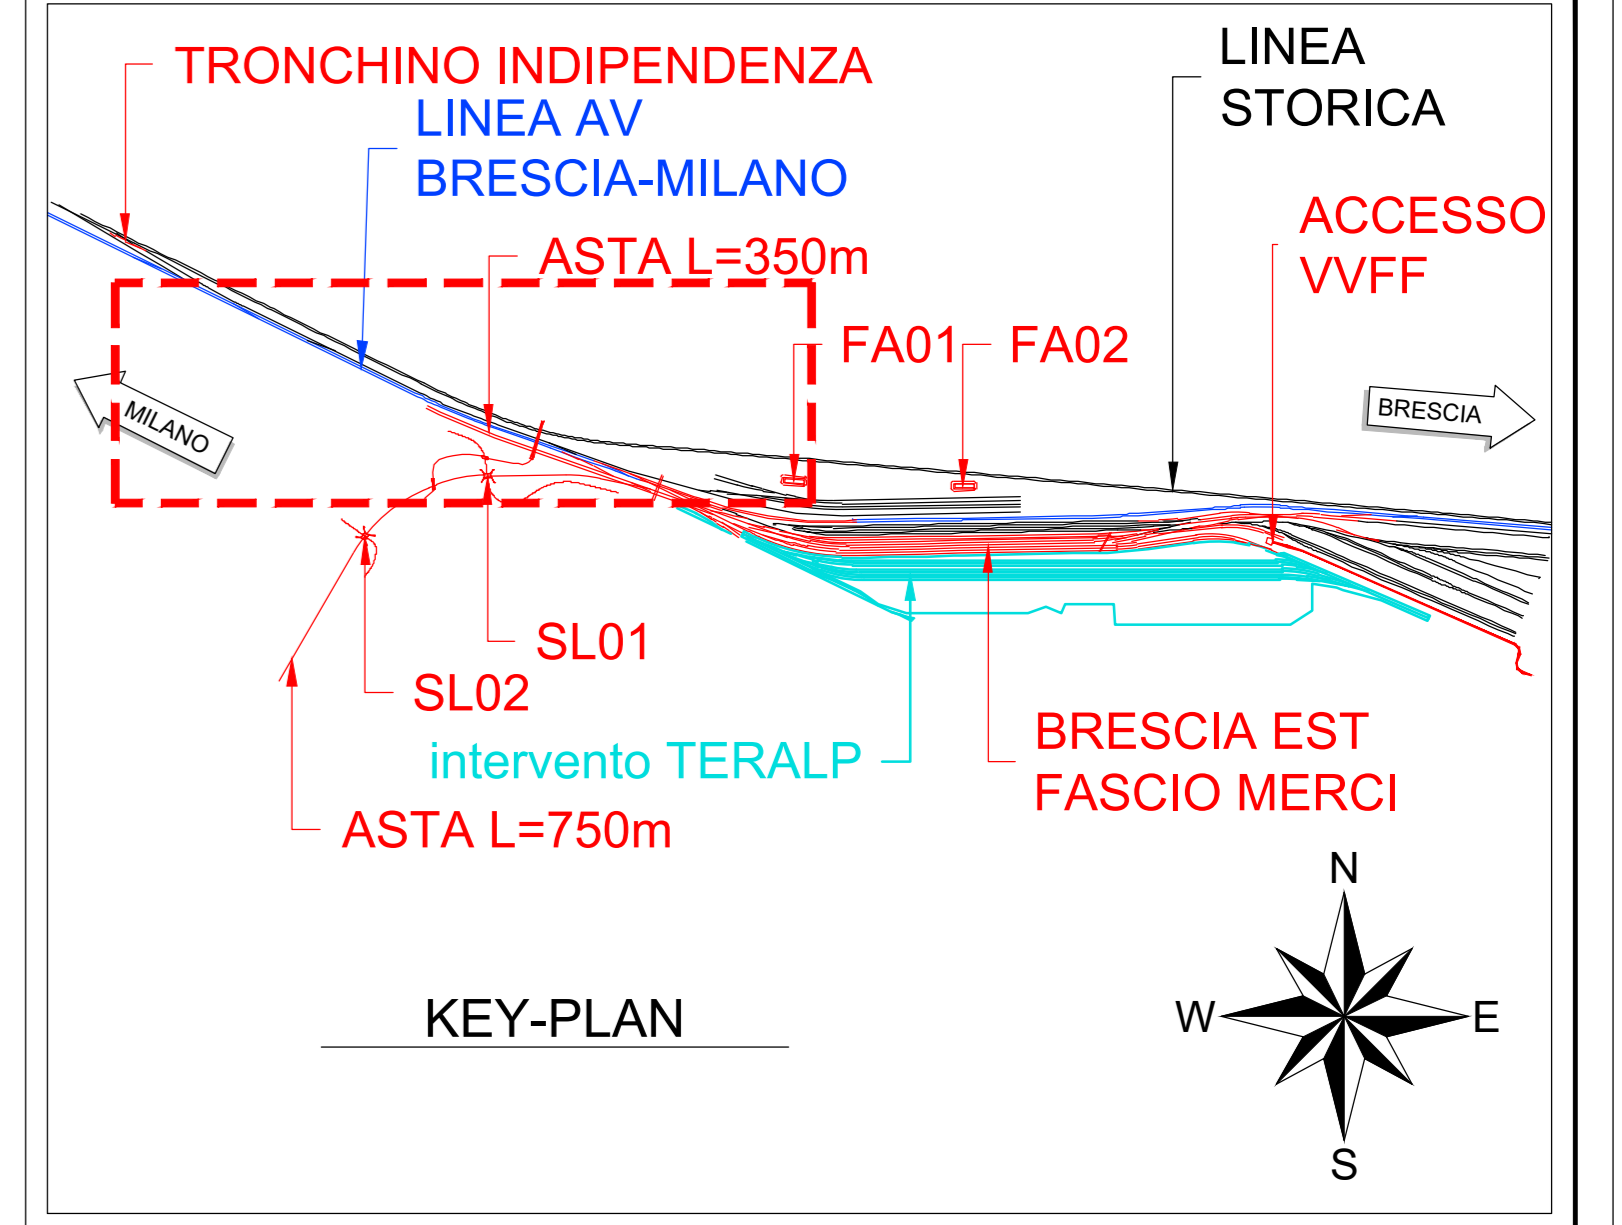 TRONCHINO INDIPENDENZA
LINEA AV
BRESCIA-MILANO
LINEA
STORICA
ASTA L=350m
ACCESSO
VVFF
FA01
FA02
MILANO
BRESCIA
SL01
SL02
intervento TERALP
BRESCIA EST
FASCIO MERCI
ASTA L=750m
KEY-PLAN
N
W
E
S